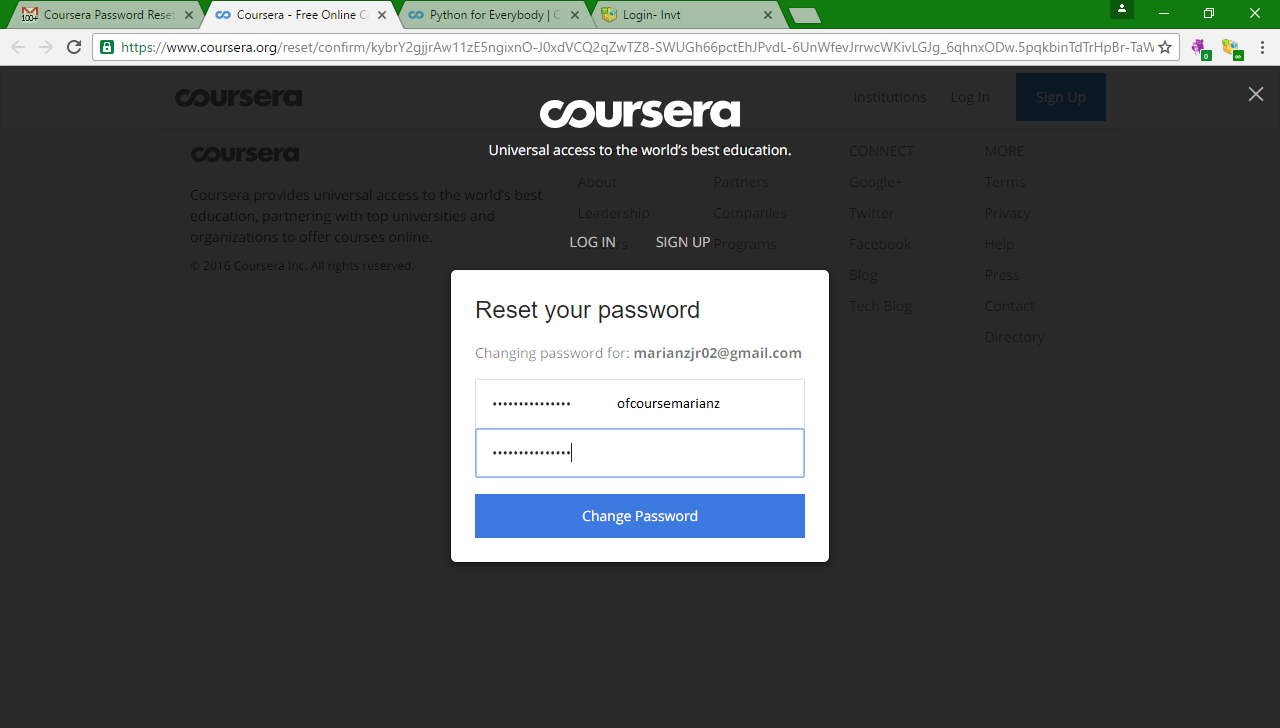 100+
Coursera Password Reset
Coursera - Free Online C
Python for Everybody | C
Login- Invt
https://www.coursera.org/reset/confirm/kybrY2gjjrAw11zE5ngixnO-J0xdVCQ2qZwTZ8-SWUGh66pctEhJPvdL-6UnWfevJrrwcWKivLGJg_6qhnxODw.5pqkbinTdTrHpBr-TaW
0
∞
coursera
Institutions
Log In
Sign Up
coursera
Universal access to the world's best education.
coursera
Coursera provides universal access to the world's best
education, partnering with top universities and
organizations to offer courses online.
© 2016 Coursera Inc. All rights reserved.
About
Leadership
Partners
Companies
Programs
CONNECT
Google+
Twitter
Facebook
Blog
Tech Blog
MORE
Terms
Privacy
Help
Press
Contact
Directory
LOG IN
SIGN UP
Reset your password
Changing password for: marianzjr02@gmail.com
••••••••••••••• ofcoursemarianz
•••••••••••••••
Change Password